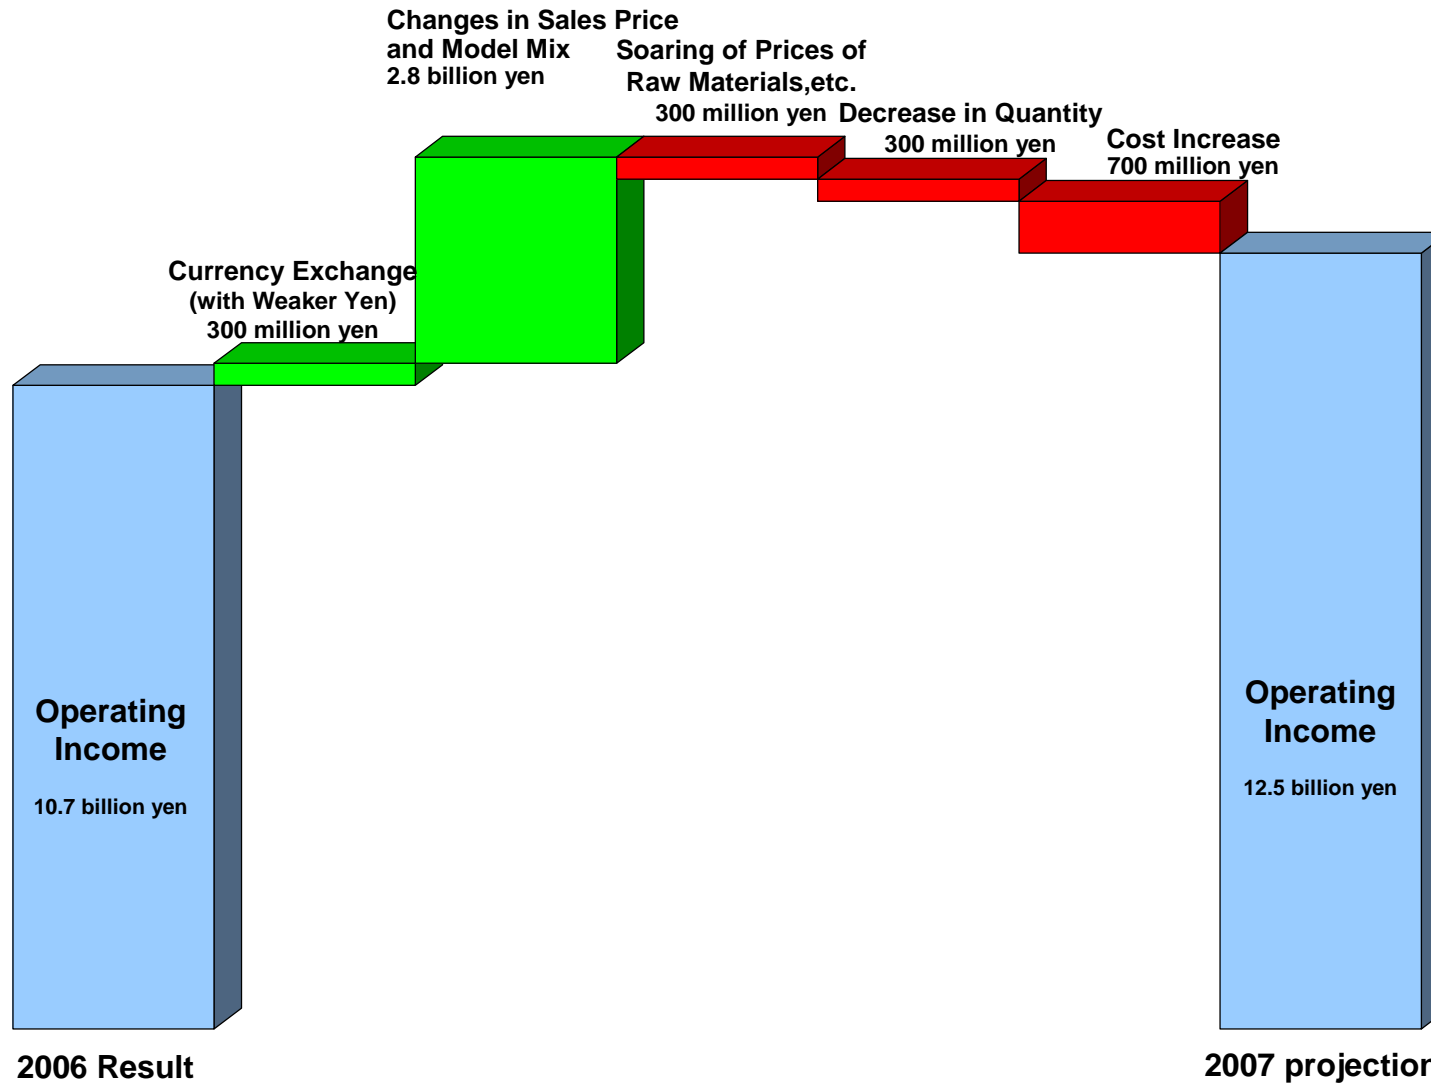 Changes in Sales Price
and Model Mix
2.8 billion yen
Soaring of Prices of
Raw Materials,etc.
300 million yen
Decrease in Quantity
300 million yen
Cost Increase
700 million yen
Currency Exchange
(with Weaker Yen)
300 million yen
Operating
Income
10.7 billion yen
Operating
Income
12.5 billion yen
2006 Result
2007 projection